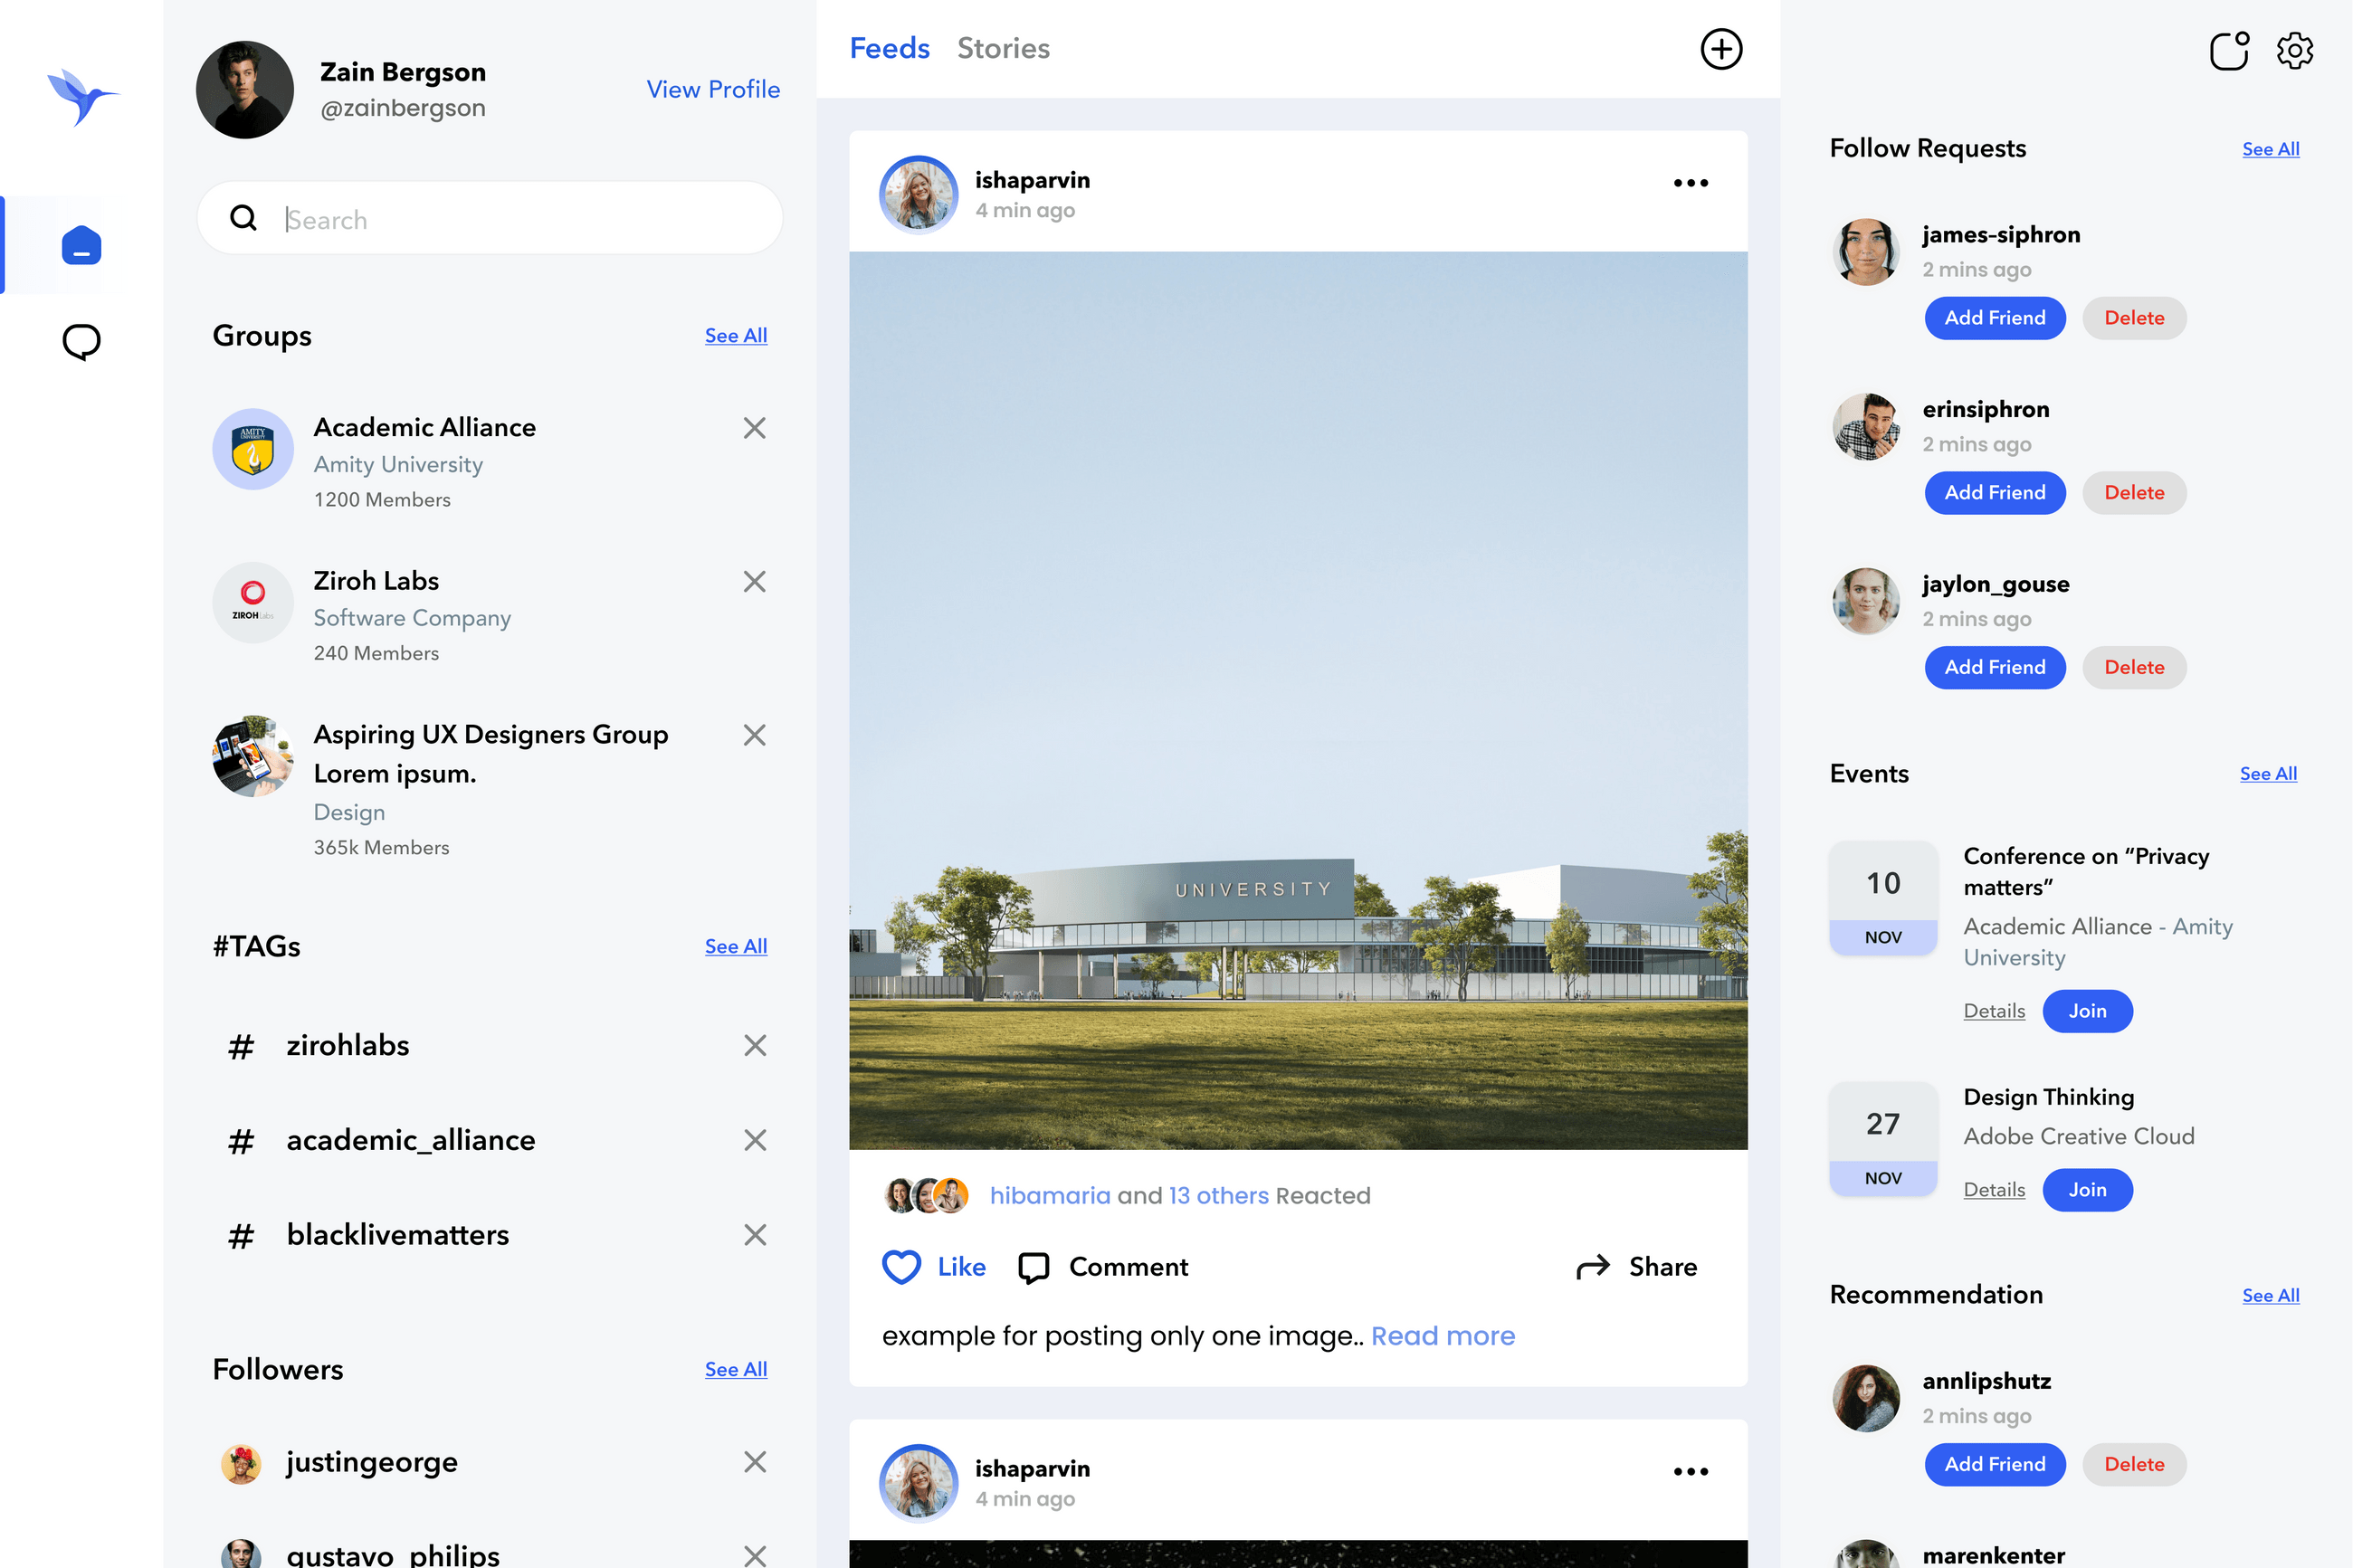 Zain Bergson
@zainbergson
View Profile
Search
Groups
See All
AMITY
UNIVERSITY
Academic Alliance
Amity University
1200 Members
ZIROH Labs
Ziroh Labs
Software Company
240 Members
Aspiring UX Designers Group
Lorem ipsum.
Design
365k Members
#TAGs
See All
# zirohlabs
# academic_alliance
# blacklivematters
Followers
See All
justingeorge
gustavo_philips
Feeds
Stories
ishaparvin
4 min ago
UNIVERSITY
hibamaria and 13 others Reacted
Like
Comment
Share
example for posting only one image.. Read more
ishaparvin
4 min ago
Follow Requests
See All
james-siphron
2 mins ago
Add Friend
Delete
erinsiphron
2 mins ago
Add Friend
Delete
jaylon_gouse
2 mins ago
Add Friend
Delete
Events
See All
10
NOV
Conference on “Privacy
matters”
Academic Alliance - Amity
University
Details
Join
27
NOV
Design Thinking
Adobe Creative Cloud
Details
Join
Recommendation
See All
annlipshutz
2 mins ago
Add Friend
Delete
marenkenter